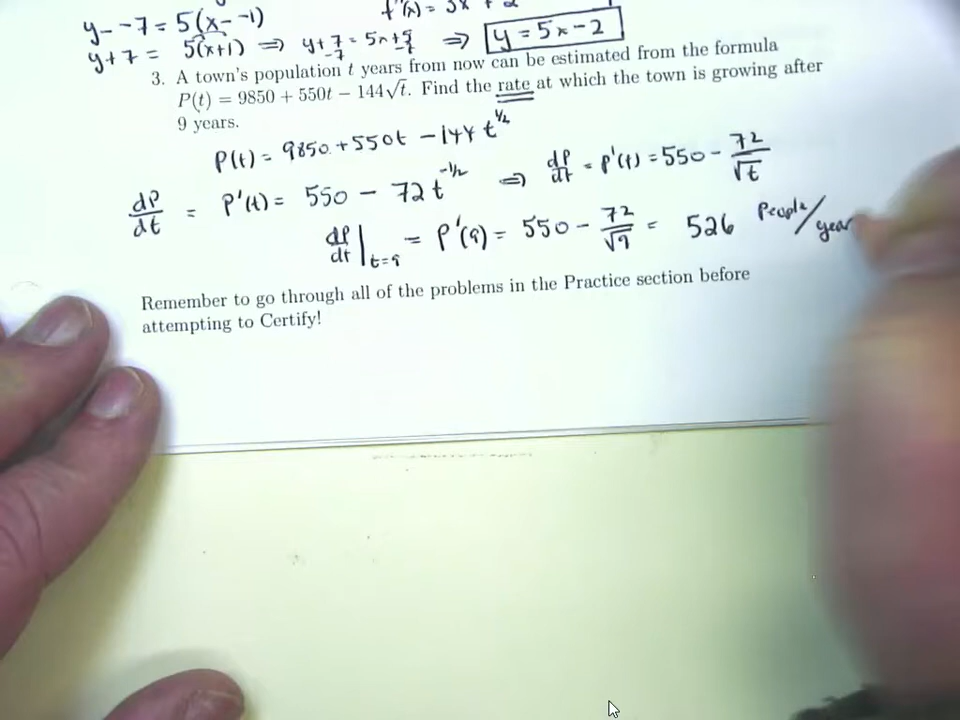 y - -7 = 5(x - -1)
y + 7 = 5(x+1) ⇒ y + 7 = 5x + 5 ⇒ y = 5x - 2
-7 -7
3. A town's population t years from now can be estimated from the formula
P(t) = 9850 + 550t − 144√t. Find the rate at which the town is growing after
9 years.
P(t) = 9850 + 550t - 144 t^1/2
dP/dt = P'(t) = 550 - 72 t^-1/2 ⇒ dP/dt = P'(t) = 550 - 72/√t
dP/dt|t=9 = P'(9) = 550 - 72/√9 = 526 People/year
Remember to go through all of the problems in the Practice section before
attempting to Certify!